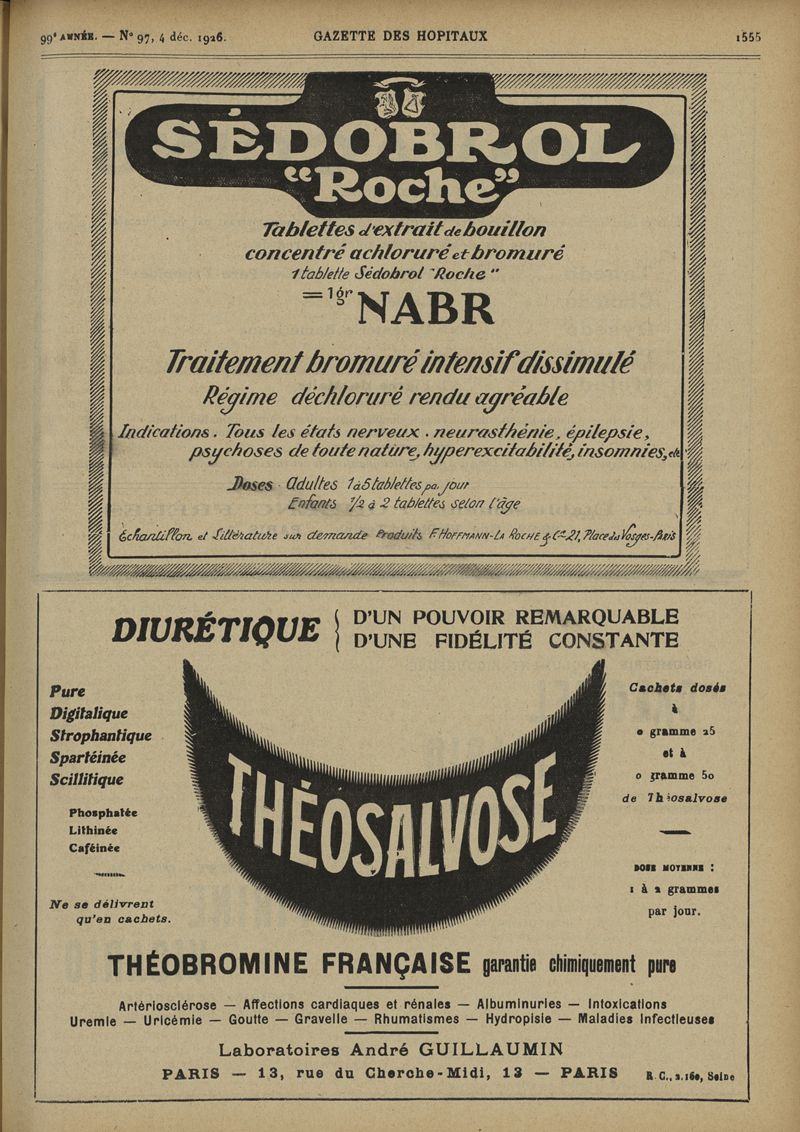 99e ANNÉE. — No 97, 4 déc. 1926. GAZETTE DES HOPITAUX 1555
SÉDOBROL
"Roche"
Tablettes d'extrait de bouillon
concentré achloruré et bromuré
1 tablette Sédobrol "Roche"
= 1gr NABR
Traitement bromuré intensif dissimulé
Régime déchloruré rendu agréable
Indications. Tous les états nerveux. neurasthénie, épilepsie,
psychoses de toute nature, hyperexcitabilité, insomnies, etc
Doses Adultes 1 à 5 tablettes par jour
Enfants 1/2 à 2 tablettes selon l'âge
Échantillon et Littérature sur demande Produits F. HOFFMANN-LA ROCHE & Cie 21, Place des Vosges-Paris
DIURÉTIQUE
D'UN POUVOIR REMARQUABLE
D'UNE FIDÉLITÉ CONSTANTE
Pure
Digitalique
Strophantique
Spartéinée
Scillitique
Phosphatée
Lithinée
Caféinée
Ne se délivrent
qu'en cachets.
THÉOSALVOSE
Cachets dosés
à
0 gramme 25
et à
0 gramme 50
de Théosalvose
DOSE MOYENNE :
1 à 2 grammes
par jour.
THÉOBROMINE FRANÇAISE garantie chimiquement pure
Artériosclérose — Affections cardiaques et rénales — Albuminuries — Intoxications
Uremie — Uricémie — Goutte — Gravelle — Rhumatismes — Hydropisie — Maladies Infectieuses
Laboratoires André GUILLAUMIN
PARIS — 13, rue du Cherche-Midi, 13 — PARIS R. C., 2.160, Seine